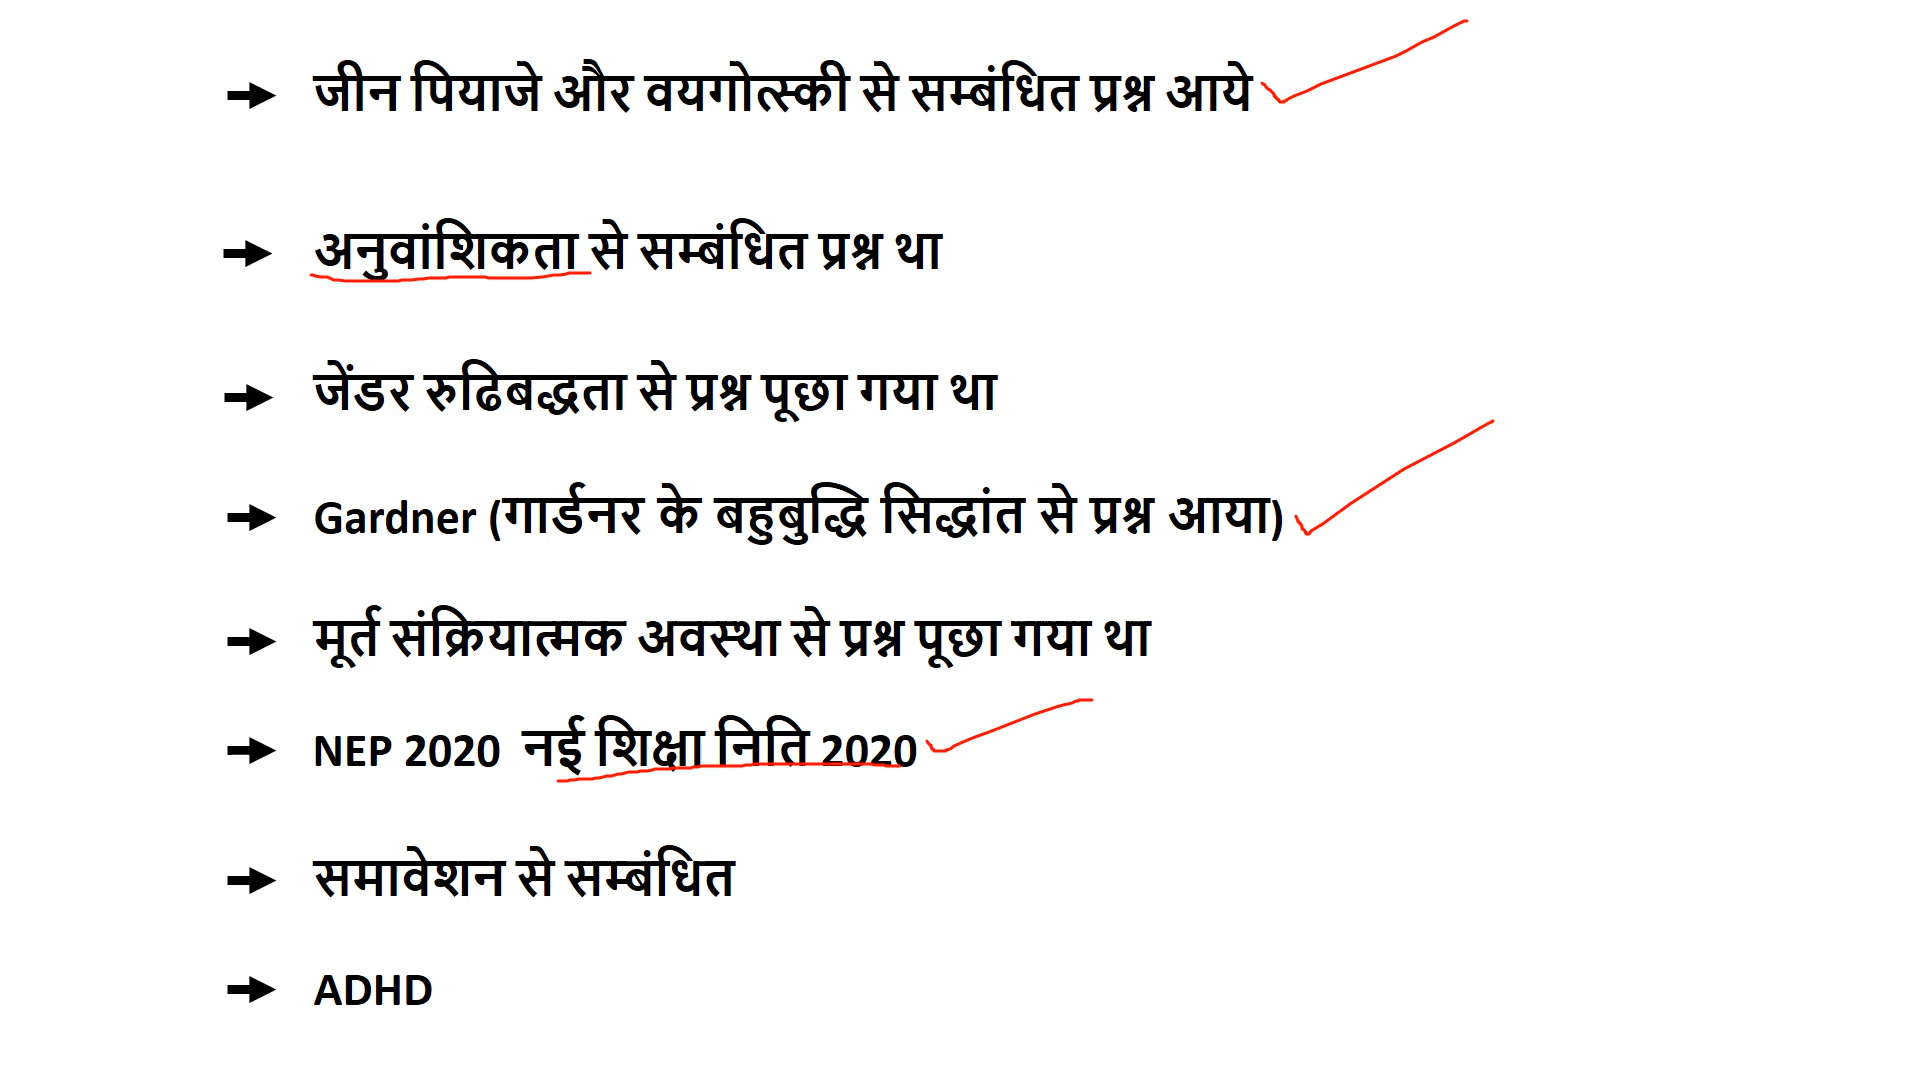 जीन पियाजे और वयगोत्स्की से सम्बंधित प्रश्न आये
अनुवांशिकता से सम्बंधित प्रश्न था
जेंडर रुढिबद्धता से प्रश्न पूछा गया था
Gardner (गार्डनर के बहुबुद्धि सिद्धांत से प्रश्न आया)
मूर्त संक्रियात्मक अवस्था से प्रश्न पूछा गया था
NEP 2020 नई शिक्षा निति 2020
समावेशन से सम्बंधित
ADHD